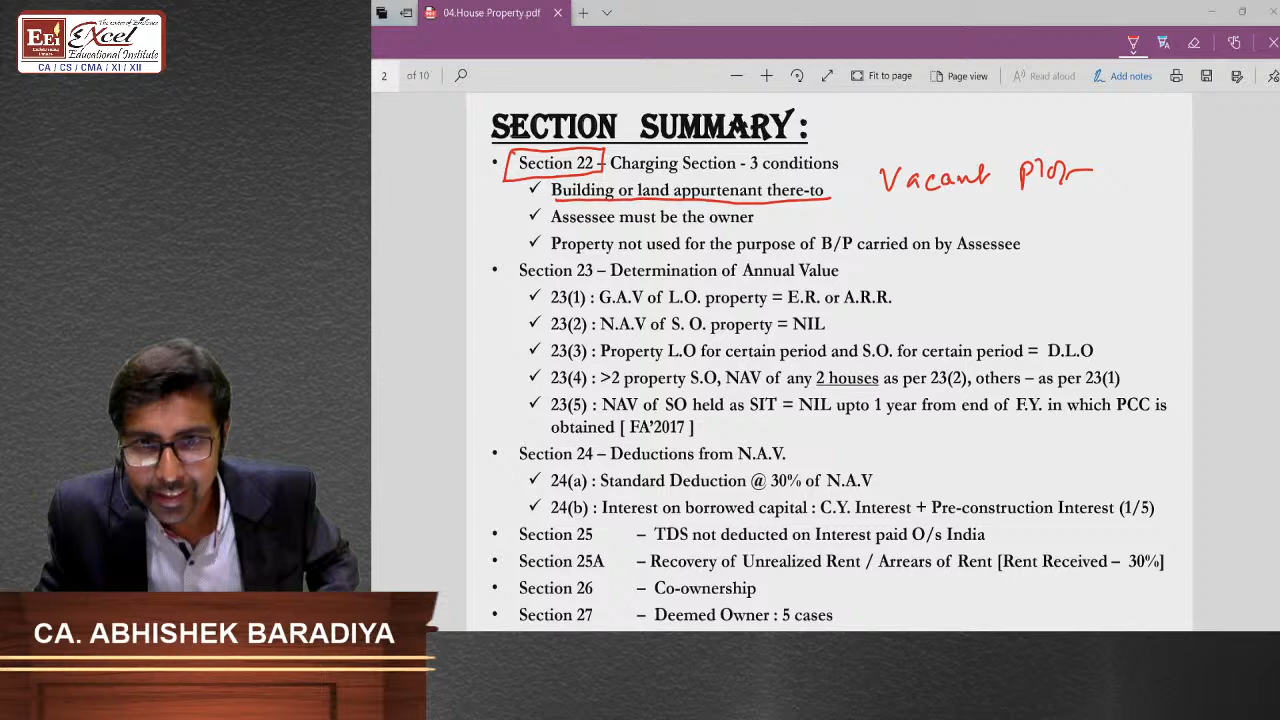 The centre of Excellence
EEi
Excel
Educational Institute
CA / CS / CMA / XI / XII
04.House Property.pdf
2 of 10
Fit to page
Page view
Read aloud
Add notes
SECTION SUMMARY :
• Section 22 – Charging Section - 3 conditions
✓ Building or land appurtenant there-to
Vacant plot
✓ Assessee must be the owner
✓ Property not used for the purpose of B/P carried on by Assessee
• Section 23 – Determination of Annual Value
✓ 23(1) : G.A.V of L.O. property = E.R. or A.R.R.
✓ 23(2) : N.A.V of S. O. property = NIL
✓ 23(3) : Property L.O for certain period and S.O. for certain period = D.L.O
✓ 23(4) : >2 property S.O, NAV of any 2 houses as per 23(2), others – as per 23(1)
✓ 23(5) : NAV of SO held as SIT = NIL upto 1 year from end of F.Y. in which PCC is
obtained [ FA’2017 ]
• Section 24 – Deductions from N.A.V.
✓ 24(a) : Standard Deduction @ 30% of N.A.V
✓ 24(b) : Interest on borrowed capital : C.Y. Interest + Pre-construction Interest (1/5)
• Section 25 – TDS not deducted on Interest paid O/s India
• Section 25A – Recovery of Unrealized Rent / Arrears of Rent [Rent Received – 30%]
• Section 26 – Co-ownership
• Section 27 – Deemed Owner : 5 cases
CA. ABHISHEK BARADIYA